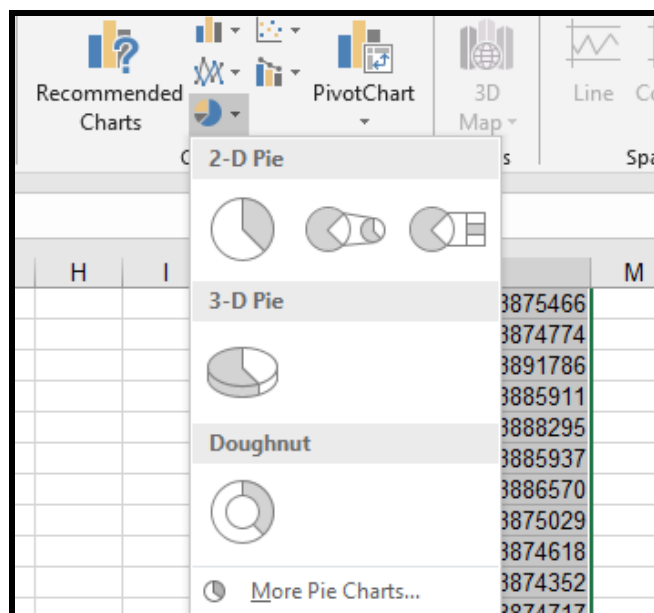 Recommended
Charts
PivotChart
3D
Map
Line
2-D Pie
H I M
3-D Pie
Doughnut
More Pie Charts...
3875466
3874774
3891786
3885911
3888295
3885937
3886570
3875029
3874618
3874352